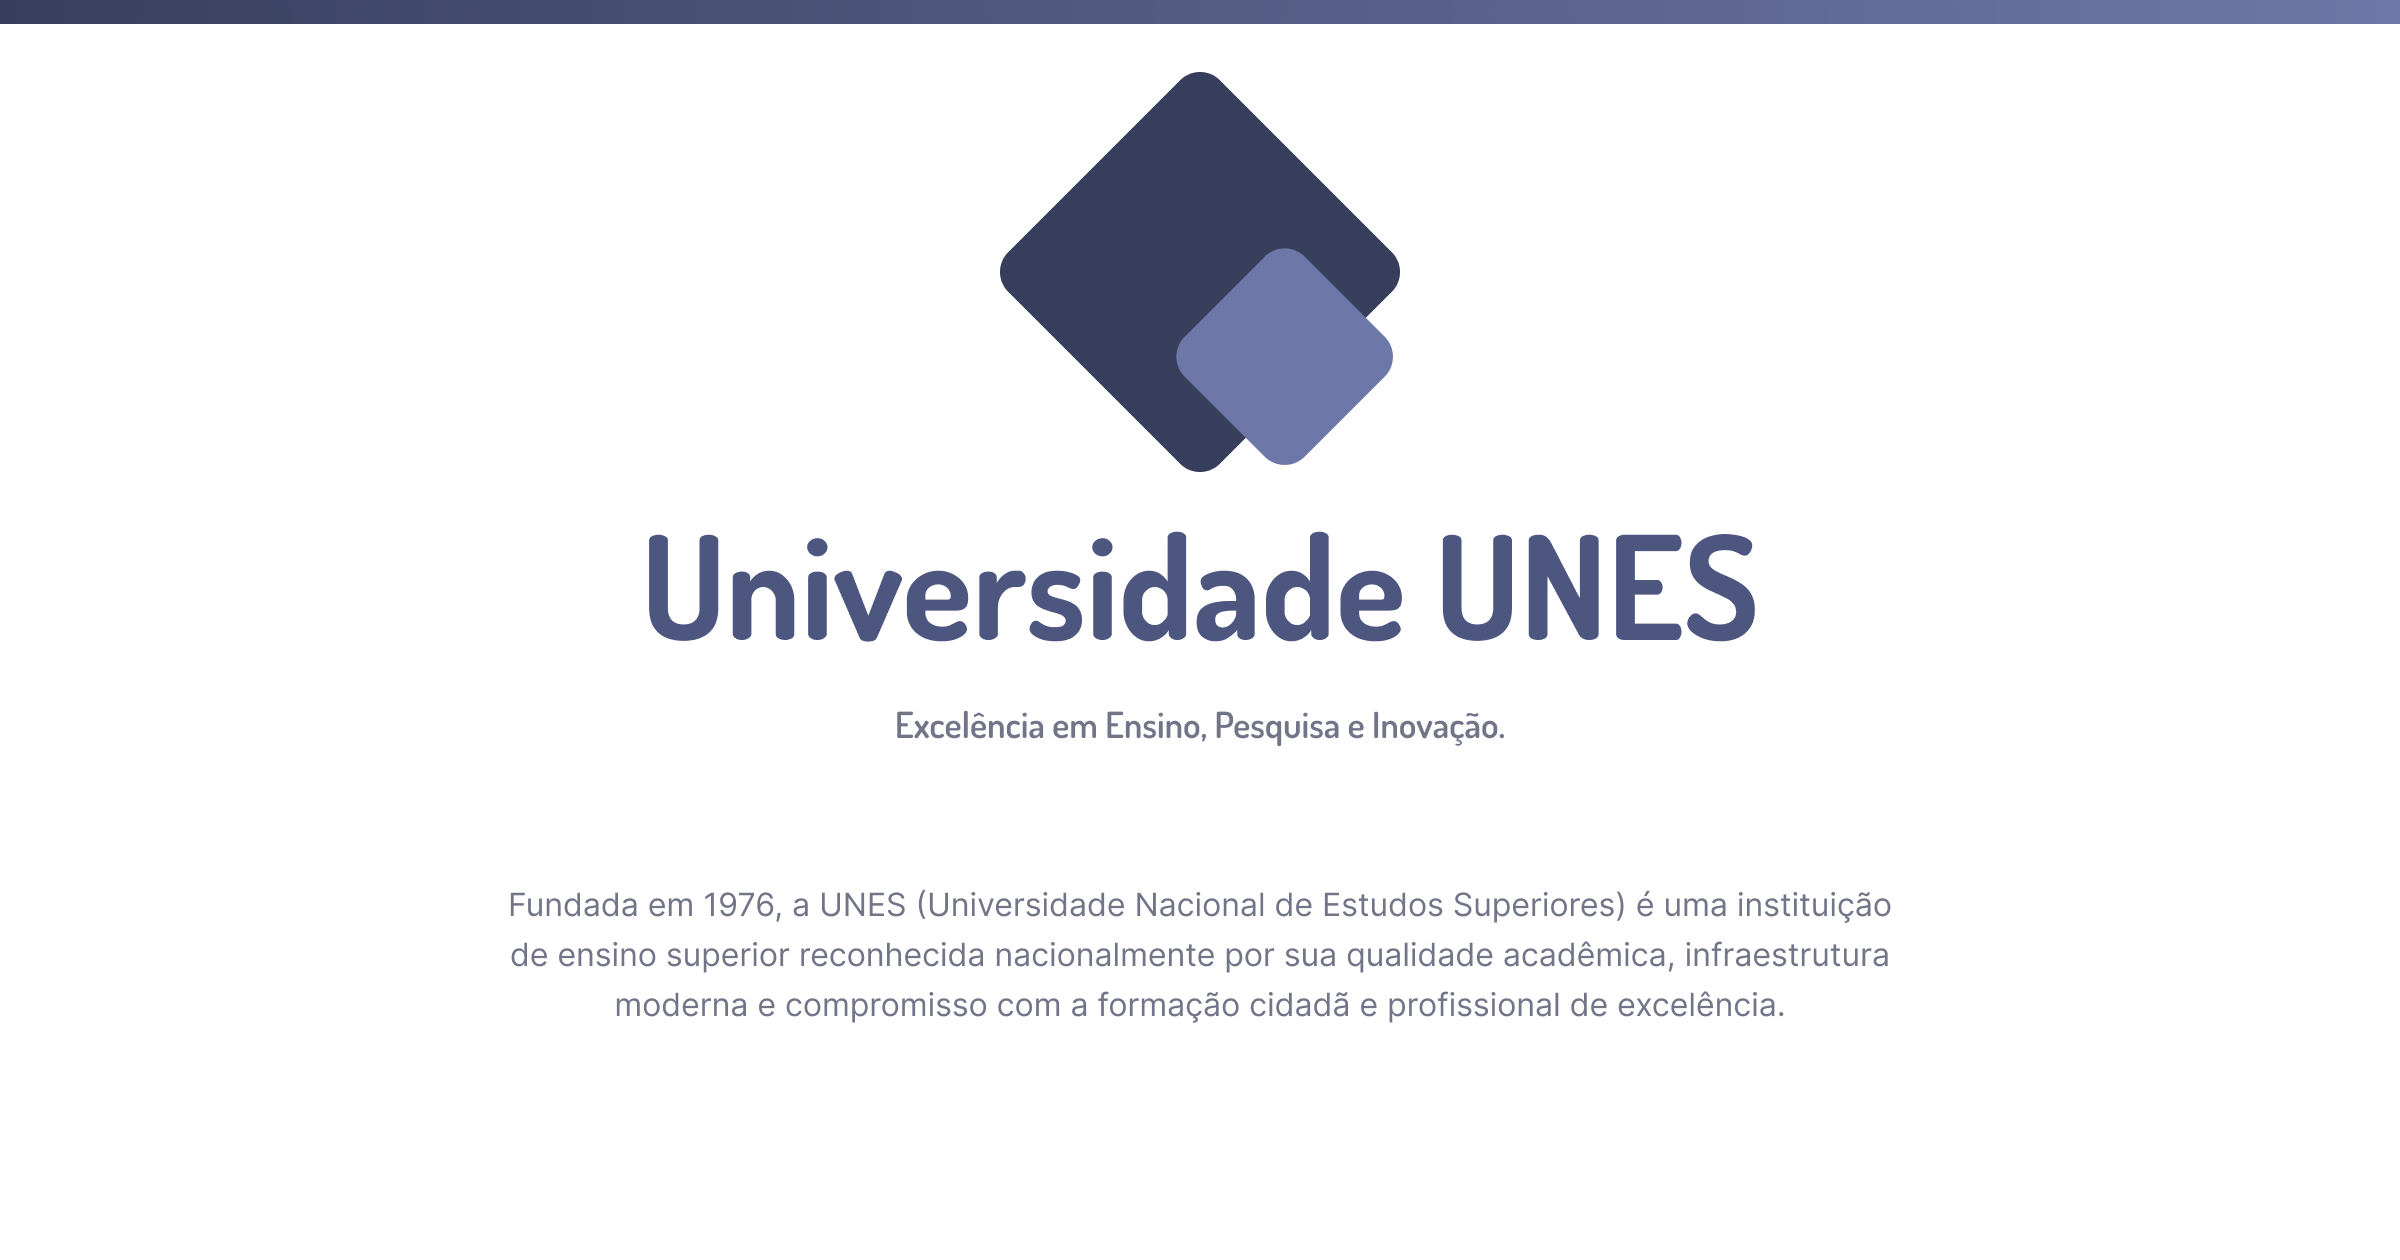 Universidade UNES
Excelência em Ensino, Pesquisa e Inovação.
Fundada em 1976, a UNES (Universidade Nacional de Estudos Superiores) é uma instituição
de ensino superior reconhecida nacionalmente por sua qualidade acadêmica, infraestrutura
moderna e compromisso com a formação cidadã e profissional de excelência.